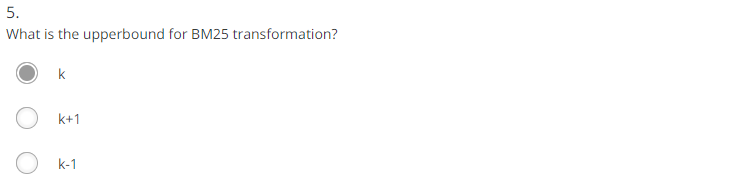 5.
What is the upperbound for BM25 transformation?
k
k+1
k-1